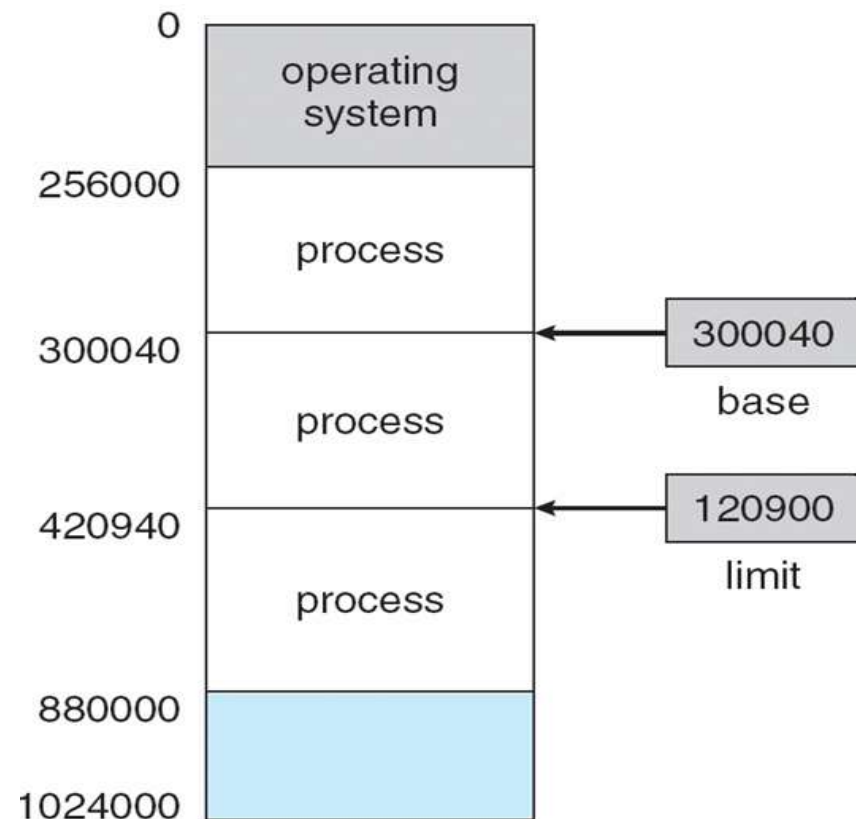 0
operating
system
256000
process
300040
300040
base
process
420940
120900
limit
process
880000
1024000